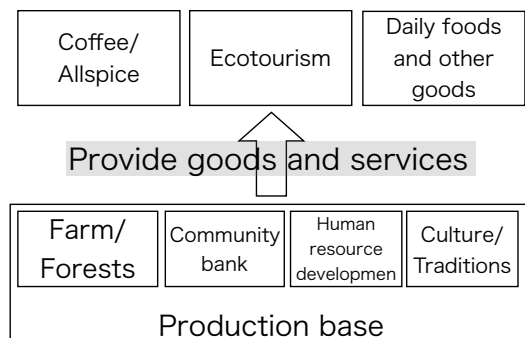 Coffee/
Allspice
Ecotourism
Daily foods
and other
goods
Provide goods and services
Farm/
Forests
Community
bank
Human
resource
developmen
Culture/
Traditions
Production base